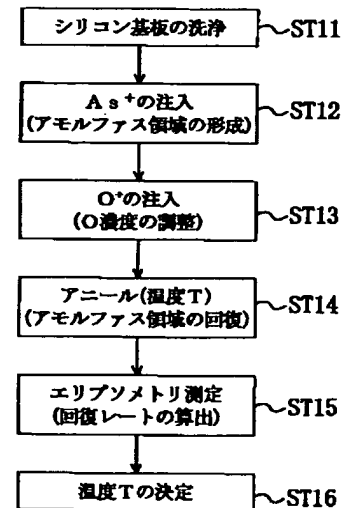 シリコン基板の洗浄 ST11
As+の注入 ST12
(アモルファス領域の形成)
O+の注入 ST13
(O濃度の調整)
アニール(温度T) ST14
(アモルファス領域の回復)
エリプソメトリ測定 ST15
(回復レートの算出)
温度Tの決定 ST16